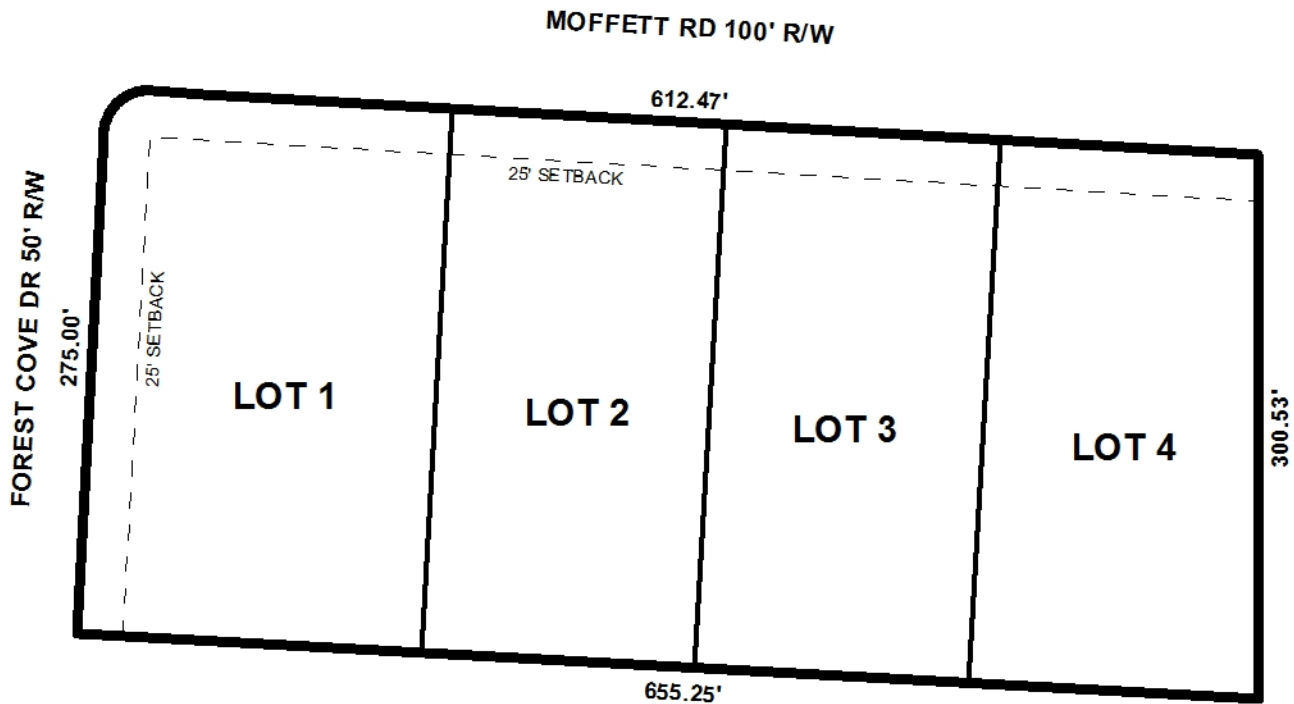 MOFFETT RD 100' R/W
612.47'
25' SETBACK
FOREST COVE DR 50' R/W
275.00'
25' SETBACK
LOT 1
LOT 2
LOT 3
LOT 4
300.53'
655.25'